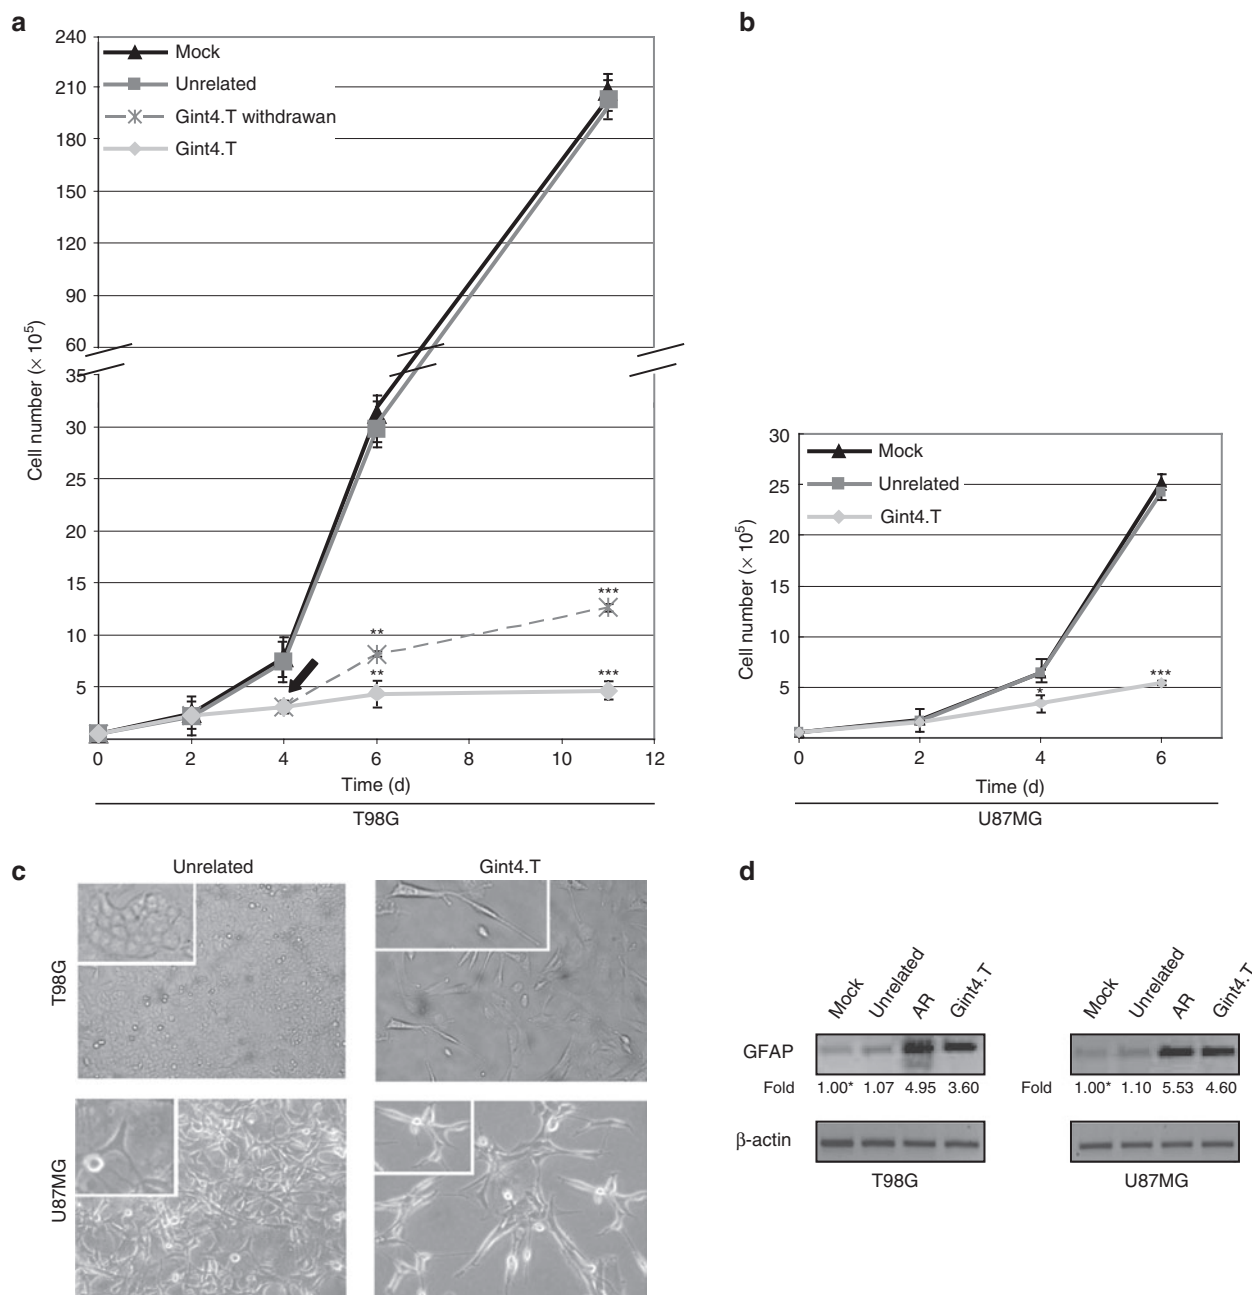 a
240
210
180
150
120
90
60
35
30
25
20
15
10
5
Cell number (× 10⁵)
Mock
Unrelated
Gint4.T withdrawan
Gint4.T
**
**
***
***
0 2 4 6 8 10 12
Time (d)
T98G
b
30
25
20
15
10
5
Cell number (× 10⁵)
Mock
Unrelated
Gint4.T
*
***
0 2 4 6
Time (d)
U87MG
c
Unrelated Gint4.T
T98G
U87MG
d
Mock Unrelated AR Gint4.T
GFAP
Fold 1.00* 1.07 4.95 3.60
β-actin
T98G
Mock Unrelated AR Gint4.T
Fold 1.00* 1.10 5.53 4.60
U87MG